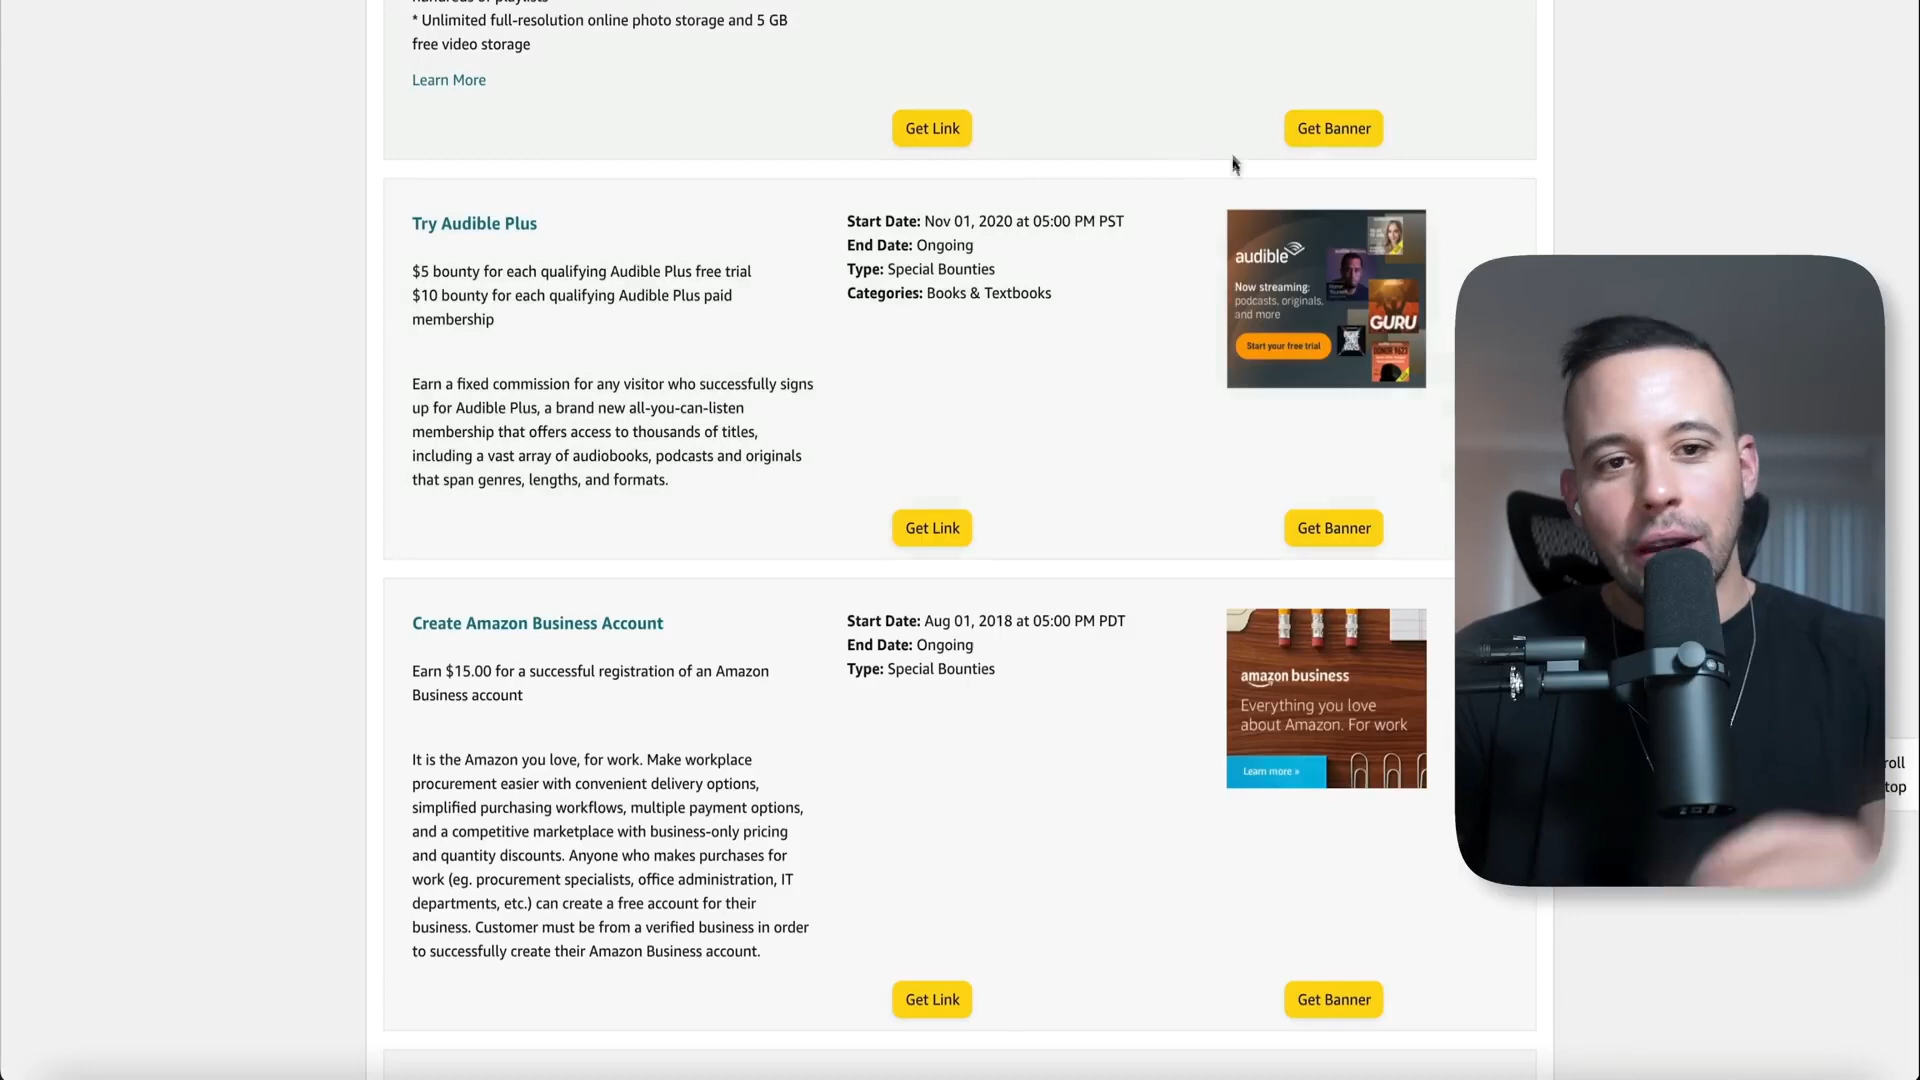 * Unlimited full-resolution online photo storage and 5 GB
free video storage
Learn More
Get Link
Get Banner
Try Audible Plus
$5 bounty for each qualifying Audible Plus free trial
$10 bounty for each qualifying Audible Plus paid
membership
Earn a fixed commission for any visitor who successfully signs
up for Audible Plus, a brand new all-you-can-listen
membership that offers access to thousands of titles,
including a vast array of audiobooks, podcasts and originals
that span genres, lengths, and formats.
Start Date: Nov 01, 2020 at 05:00 PM PST
End Date: Ongoing
Type: Special Bounties
Categories: Books & Textbooks
audible
Now streaming:
podcasts, originals,
and more
Start your free trial
GURU
Get Link
Get Banner
Create Amazon Business Account
Earn $15.00 for a successful registration of an Amazon
Business account
It is the Amazon you love, for work. Make workplace
procurement easier with convenient delivery options,
simplified purchasing workflows, multiple payment options,
and a competitive marketplace with business-only pricing
and quantity discounts. Anyone who makes purchases for
work (eg. procurement specialists, office administration, IT
departments, etc.) can create a free account for their
business. Customer must be from a verified business in order
to successfully create their Amazon Business account.
Start Date: Aug 01, 2018 at 05:00 PM PDT
End Date: Ongoing
Type: Special Bounties
amazon business
Everything you love
about Amazon. For work
Learn more »
Get Link
Get Banner
roll
top